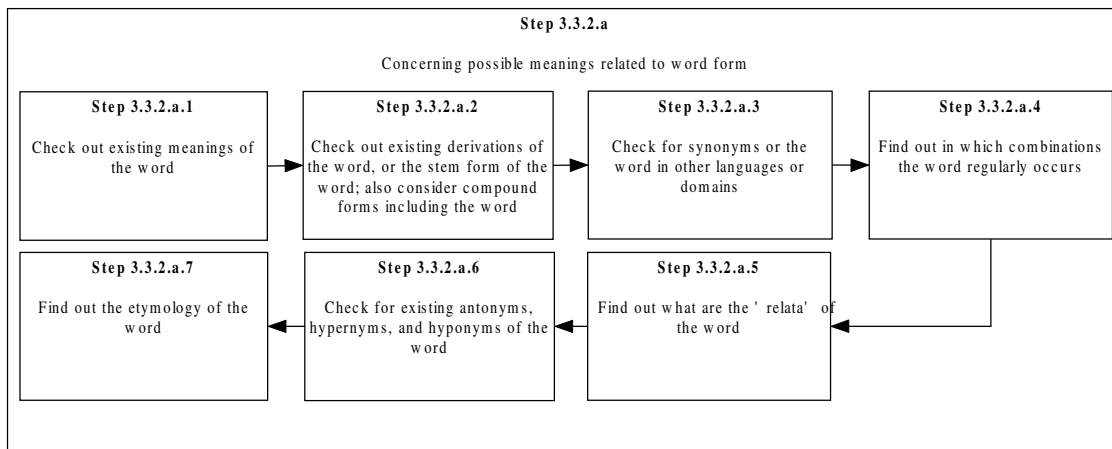 Step 3.3.2.a
Concerning possible meanings related to word form
Step 3.3.2.a.1
Check out existing meanings of
the word
Step 3.3.2.a.2
Check out existing derivations of
the word, or the stem form of the
word; also consider compound
forms including the word
Step 3.3.2.a.3
Check for synonyms or the
word in other languages or
domains
Step 3.3.2.a.4
Find out in which combinations
the word regularly occurs
Step 3.3.2.a.5
Find out what are the ' relata' of
the word
Step 3.3.2.a.6
Check for existing antonyms,
hypernyms, and hyponyms of the
word
Step 3.3.2.a.7
Find out the etymology of the
word